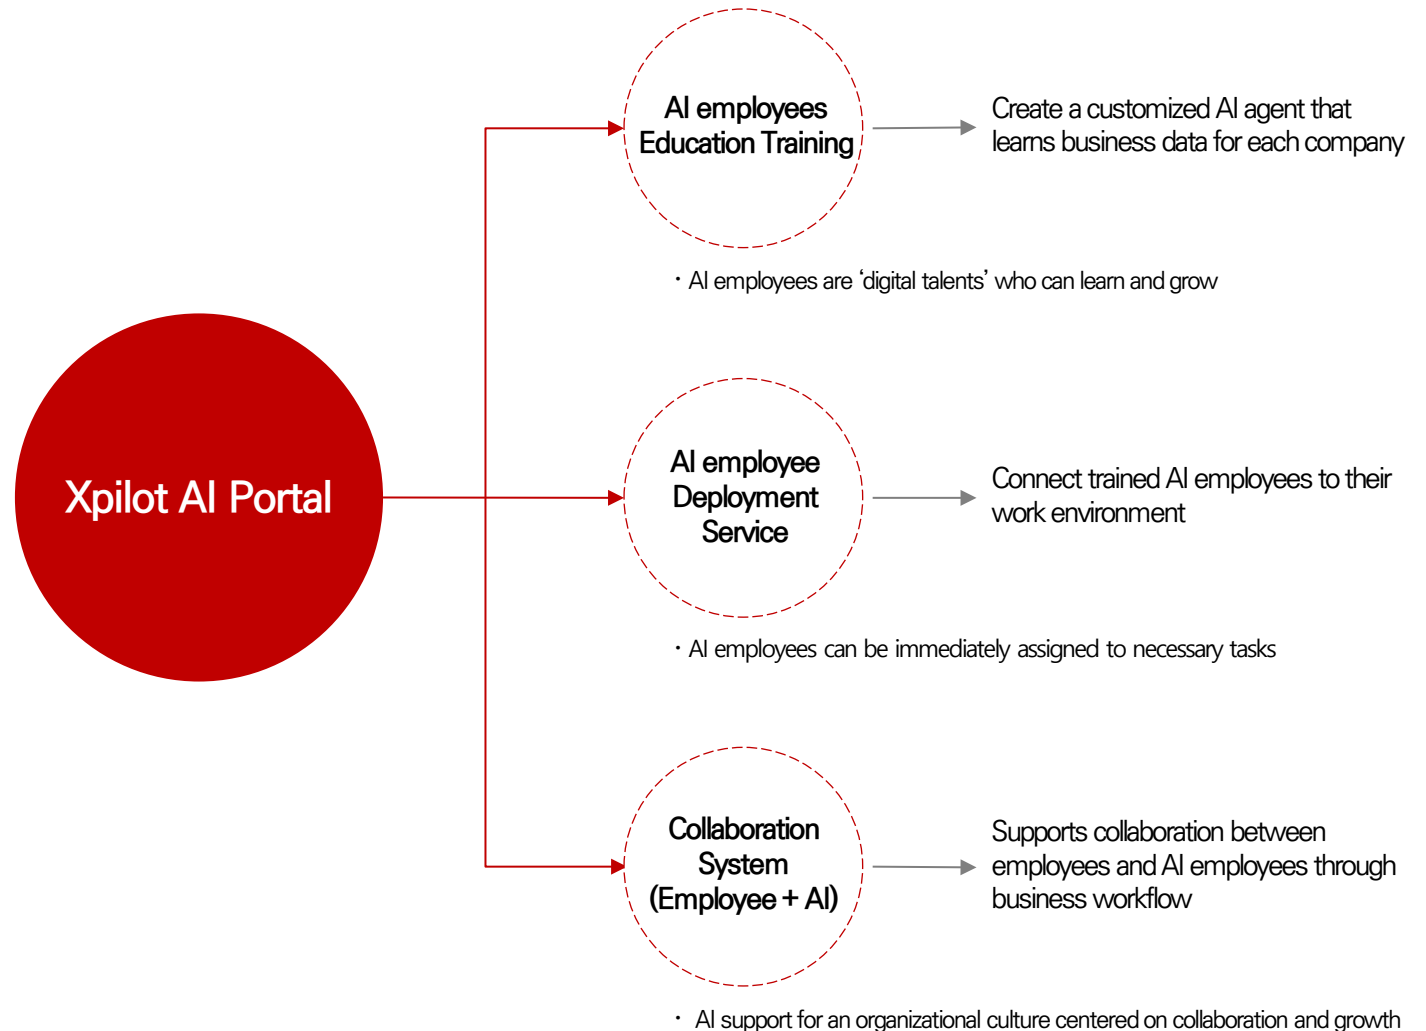 Xpilot AI Portal
AI employees
Education Training
Create a customized AI agent that
learns business data for each company
· AI employees are ‘digital talents’ who can learn and grow
AI employee
Deployment
Service
Connect trained AI employees to their
work environment
· AI employees can be immediately assigned to necessary tasks
Collaboration
System
(Employee + AI)
Supports collaboration between
employees and AI employees through
business workflow
· AI support for an organizational culture centered on collaboration and growth